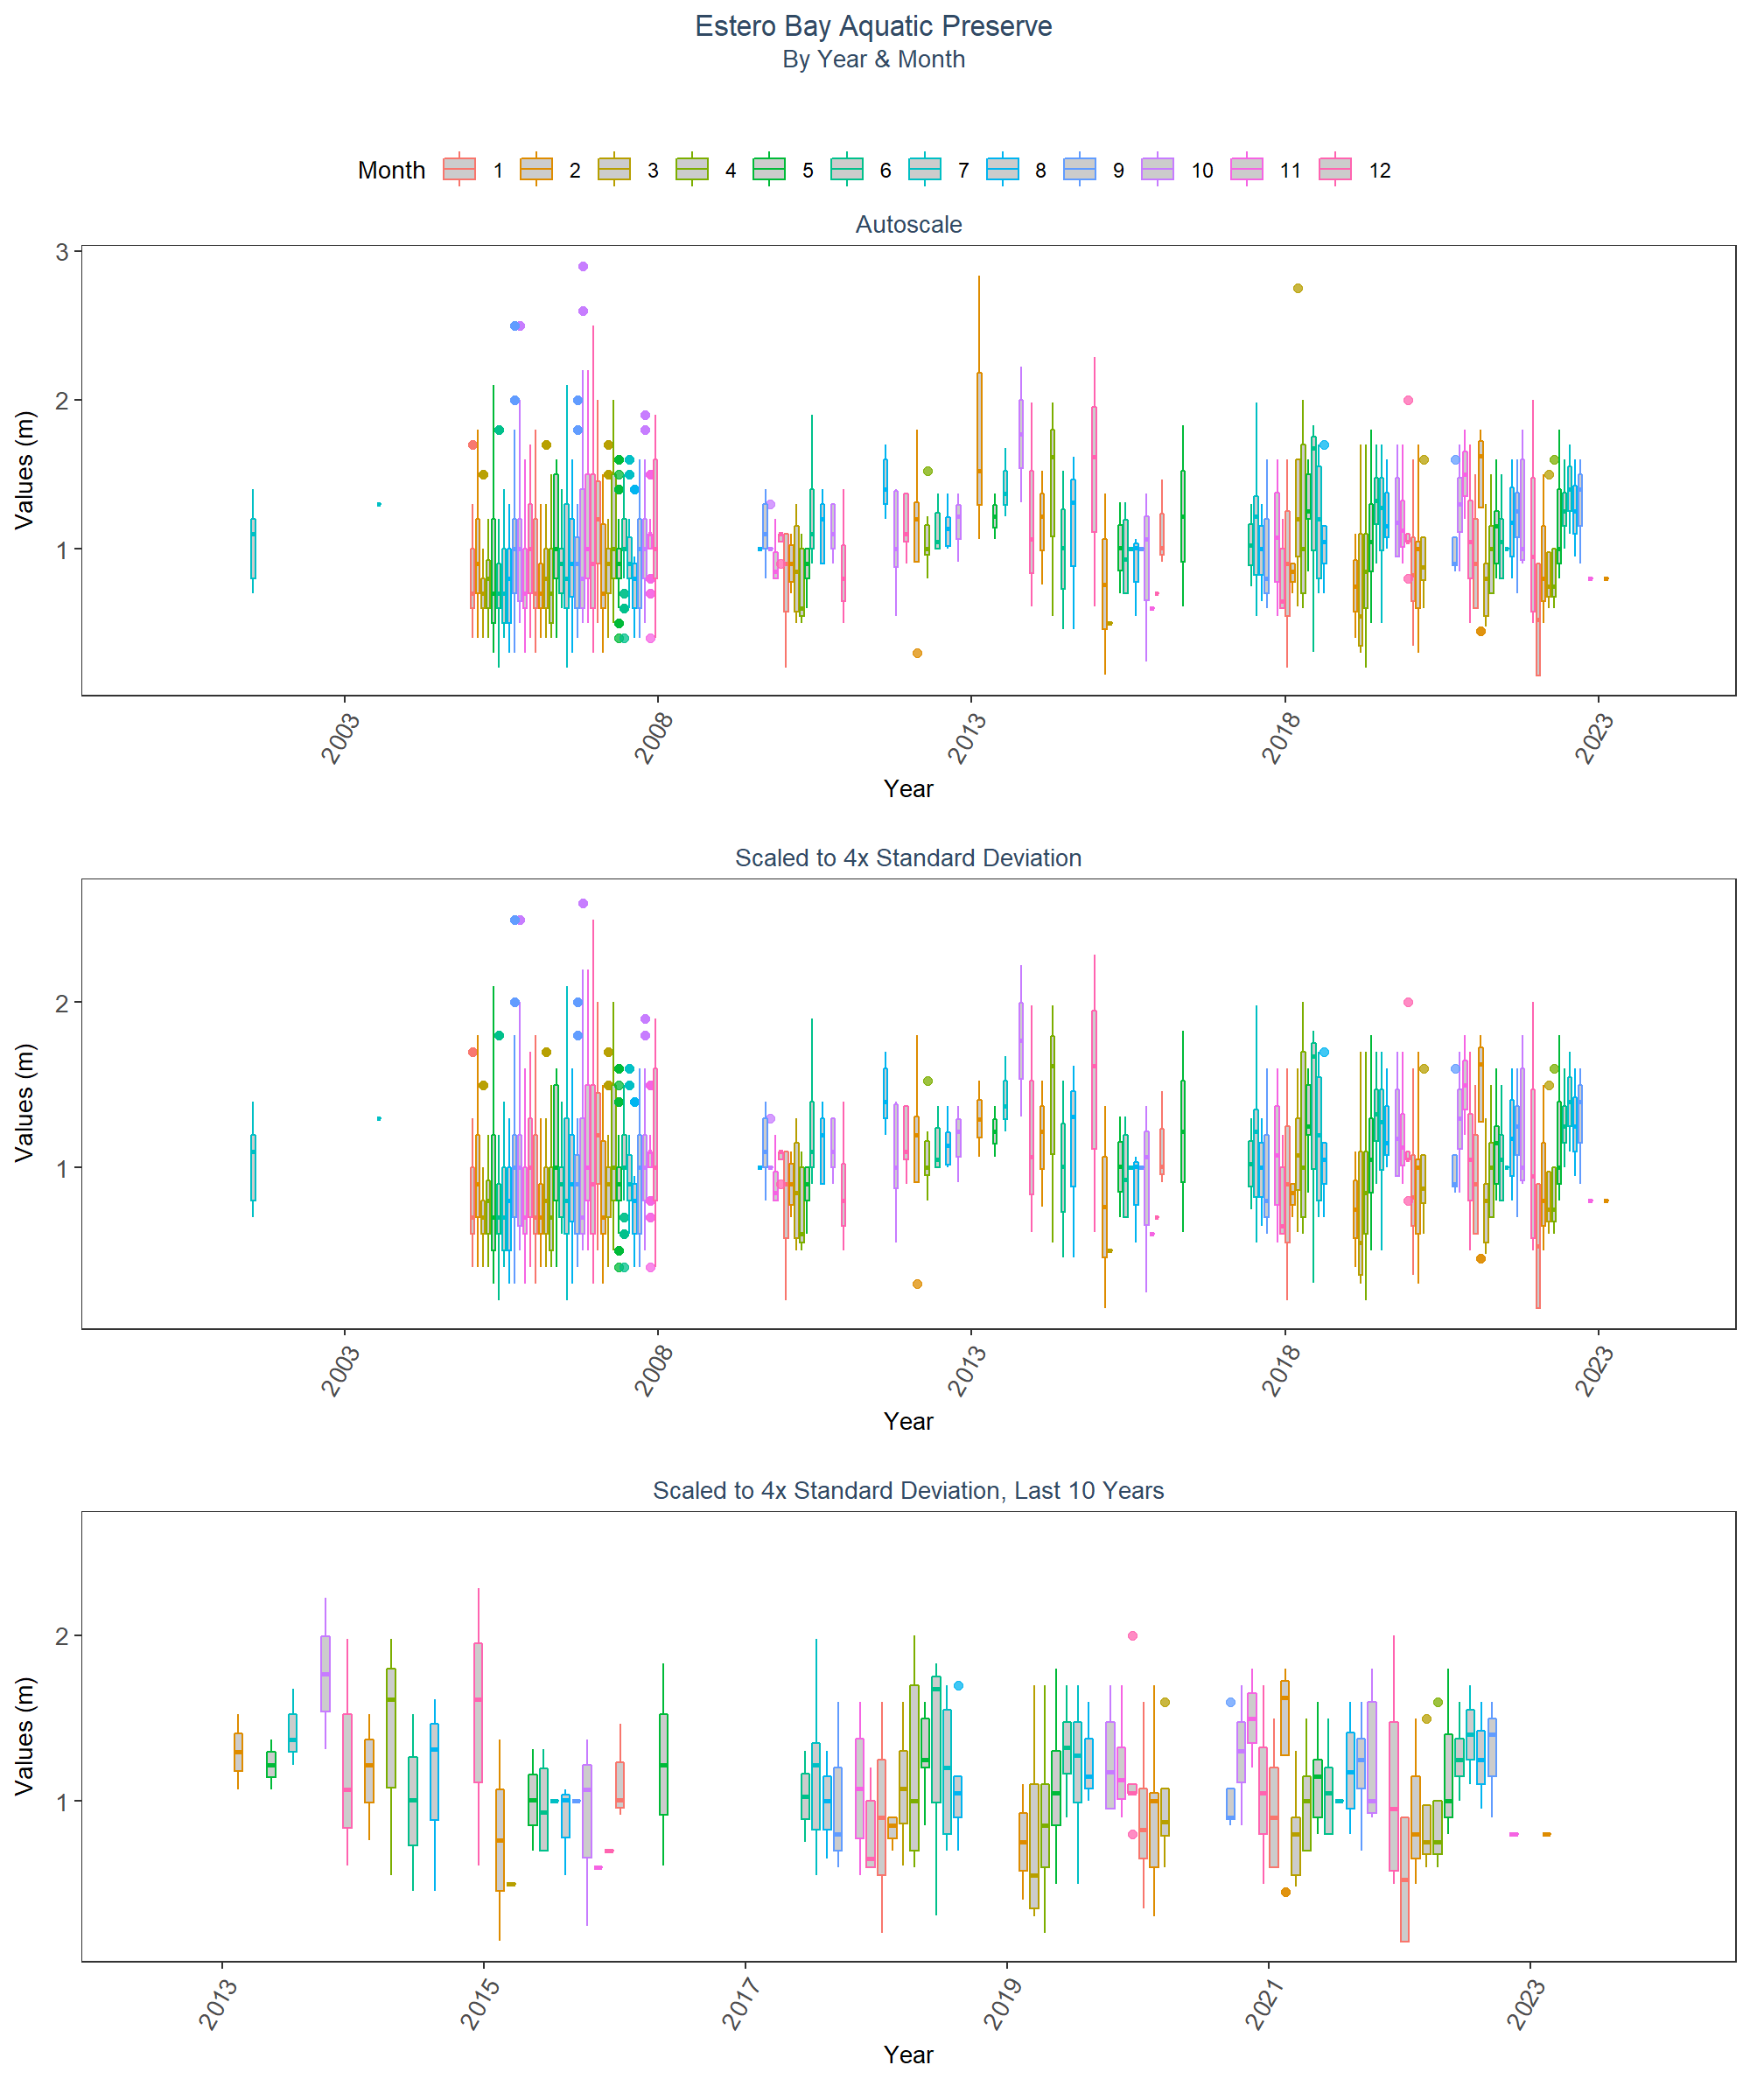 Estero Bay Aquatic Preserve
By Year & Month
Month 1 2 3 4 5 6 7 8 9 10 11 12
Autoscale
3
2
1
Values (m)
2003 2008 2013 2018 2023
Year
Scaled to 4x Standard Deviation
2
1
Values (m)
2003 2008 2013 2018 2023
Year
Scaled to 4x Standard Deviation, Last 10 Years
2
1
Values (m)
2013 2015 2017 2019 2021 2023
Year